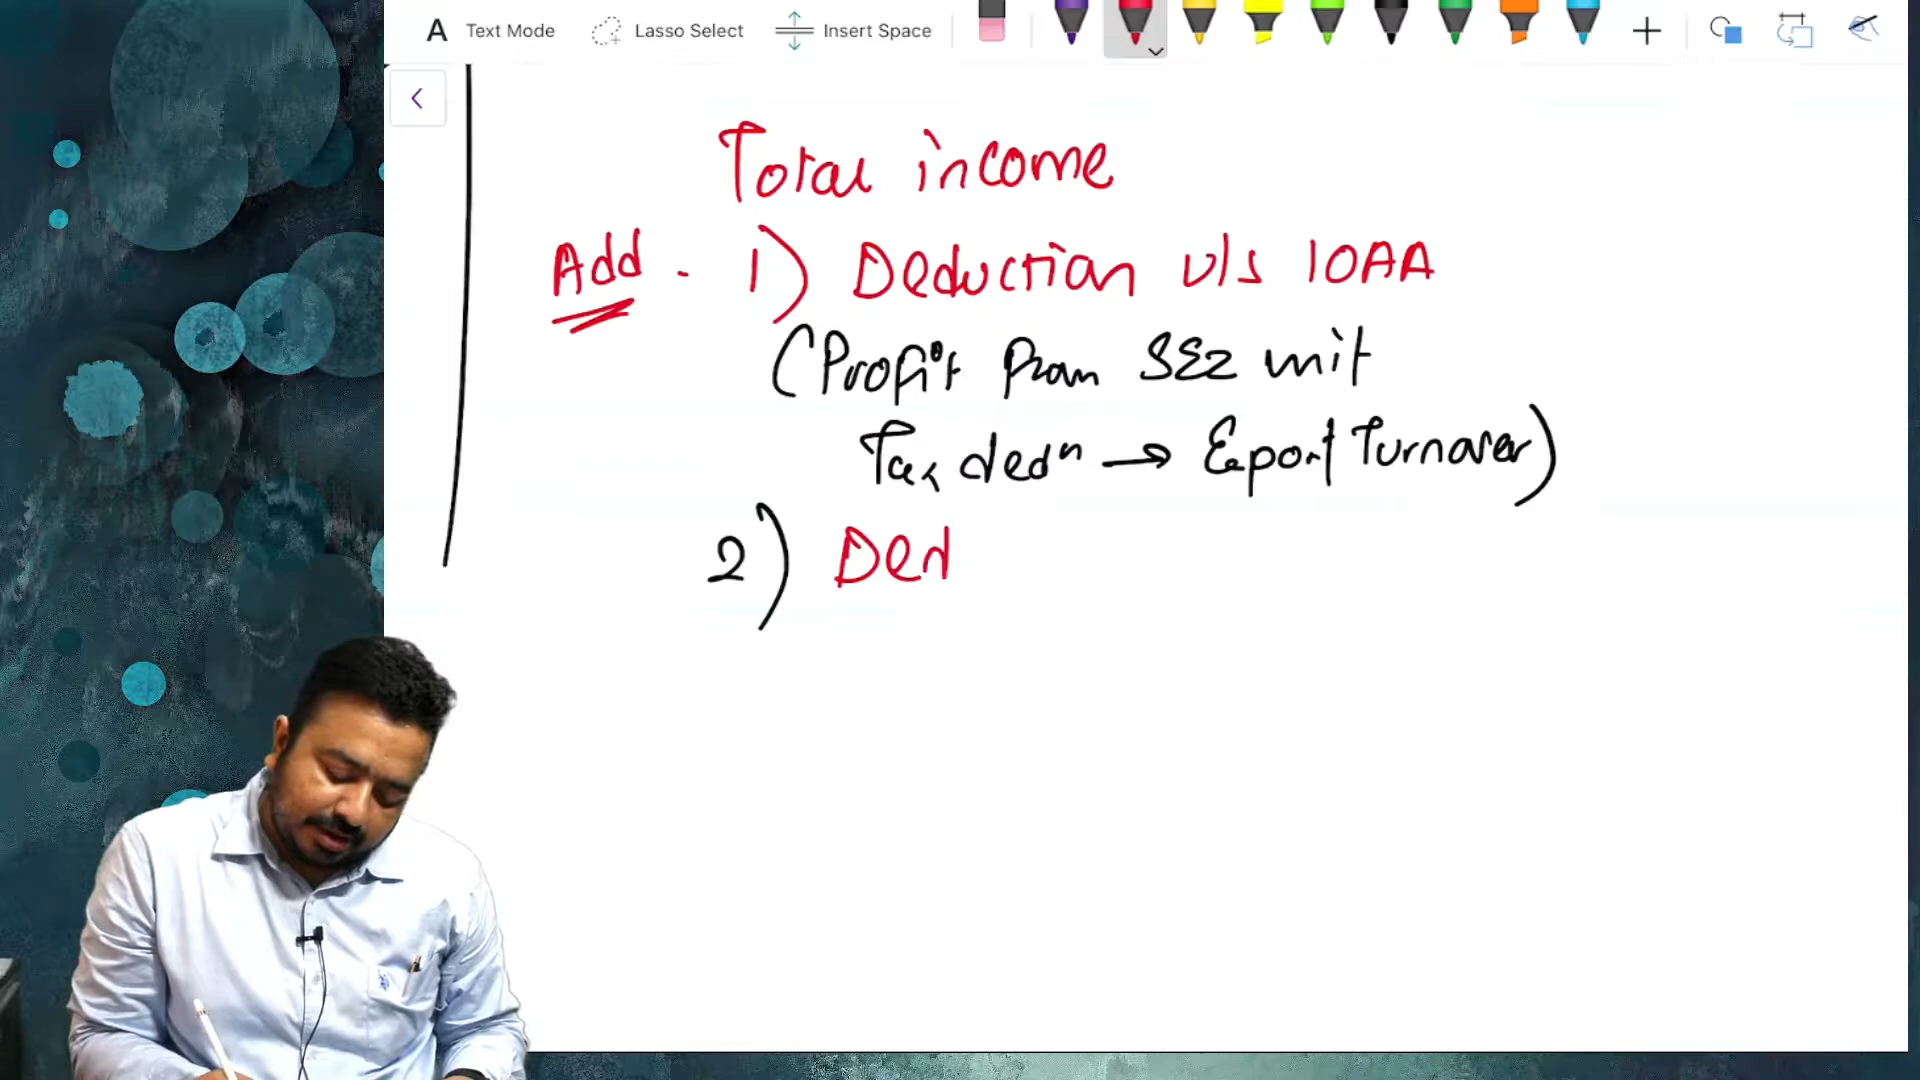 A Text Mode Lasso Select Insert Space
Total income
Add - 1) Deduction u/s 10AA
(Profit from SEZ unit
Tax dedn → Export Turnover)
2) Ded